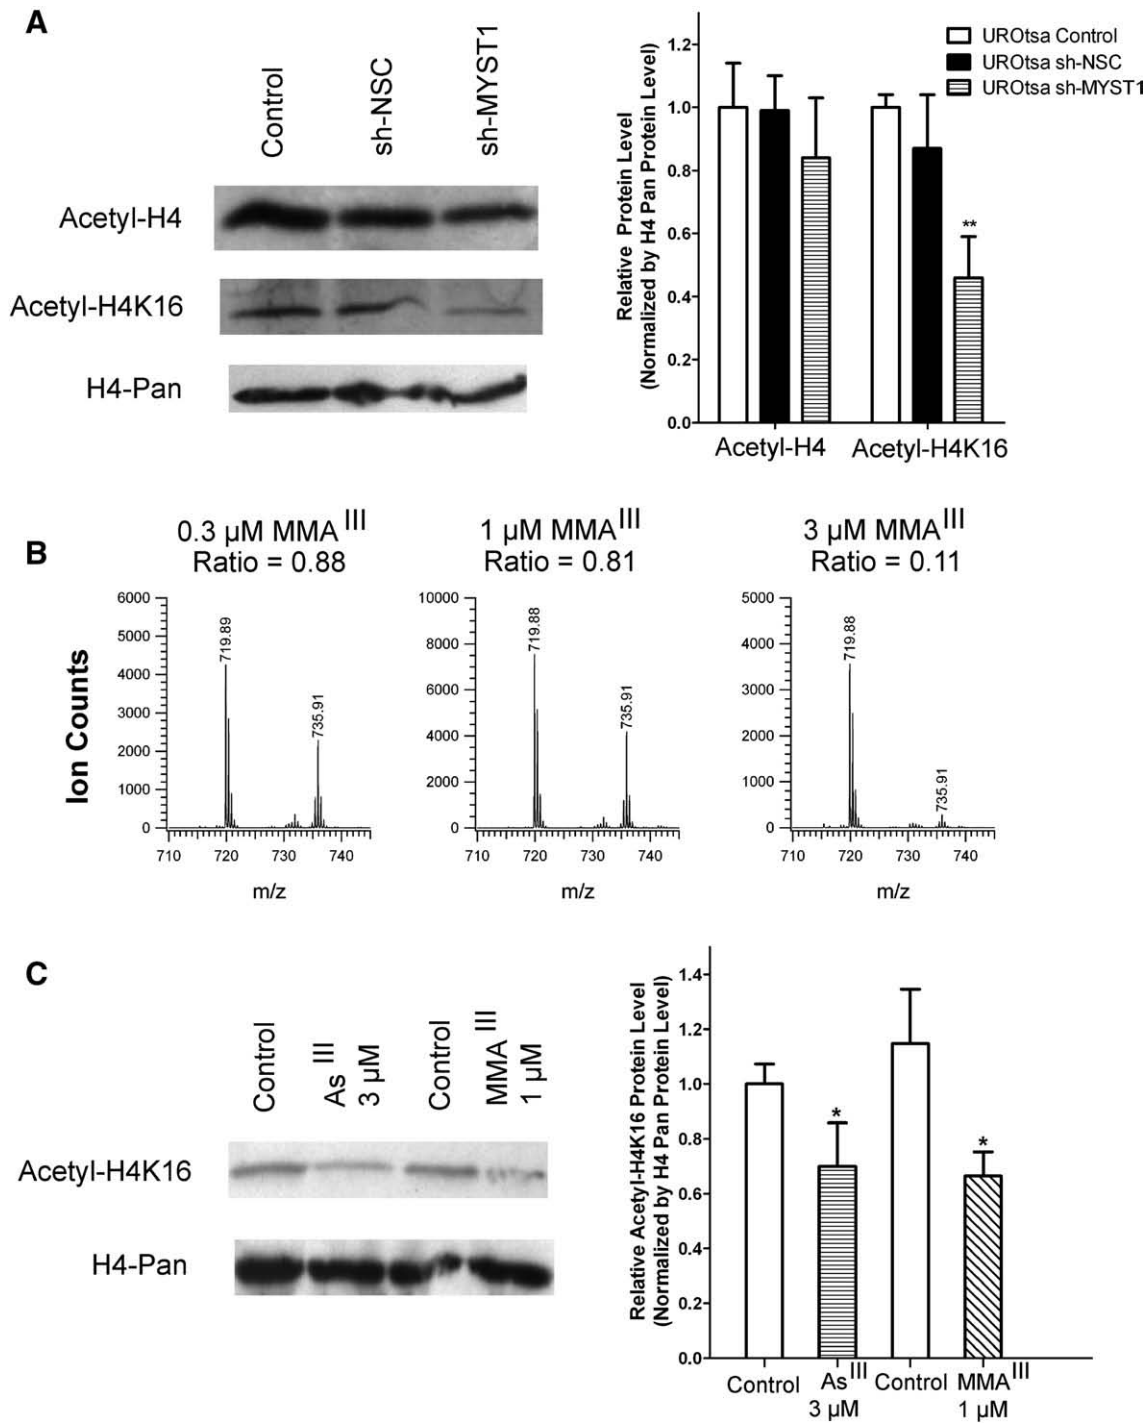 A
Control
sh-NSC
sh-MYST1
Acetyl-H4
Acetyl-H4K16
H4-Pan
Relative Protein Level
(Normalized by H4 Pan Protein Level)
1.2
1.0
0.8
0.6
0.4
0.2
0.0
UROtsa Control
UROtsa sh-NSC
UROtsa sh-MYST1
**
Acetyl-H4
Acetyl-H4K16
B
0.3 µM MMA III
Ratio = 0.88
1 µM MMA III
Ratio = 0.81
3 µM MMA III
Ratio = 0.11
Ion Counts
6000
5000
4000
3000
2000
1000
0
719.89
735.91
710
720
730
740
m/z
10000
8000
6000
4000
2000
0
719.88
735.91
710
720
730
740
m/z
5000
4000
3000
2000
1000
0
719.88
735.91
710
720
730
740
m/z
C
Control
As III
3 µM
Control
MMA III
1 µM
Acetyl-H4K16
H4-Pan
Relative Acetyl-H4K16 Protein Level
(Normalized by H4 Pan Protein Level)
1.4
1.2
1.0
0.8
0.6
0.4
0.2
0.0
*
*
Control
As III
3 µM
Control
MMA III
1 µM